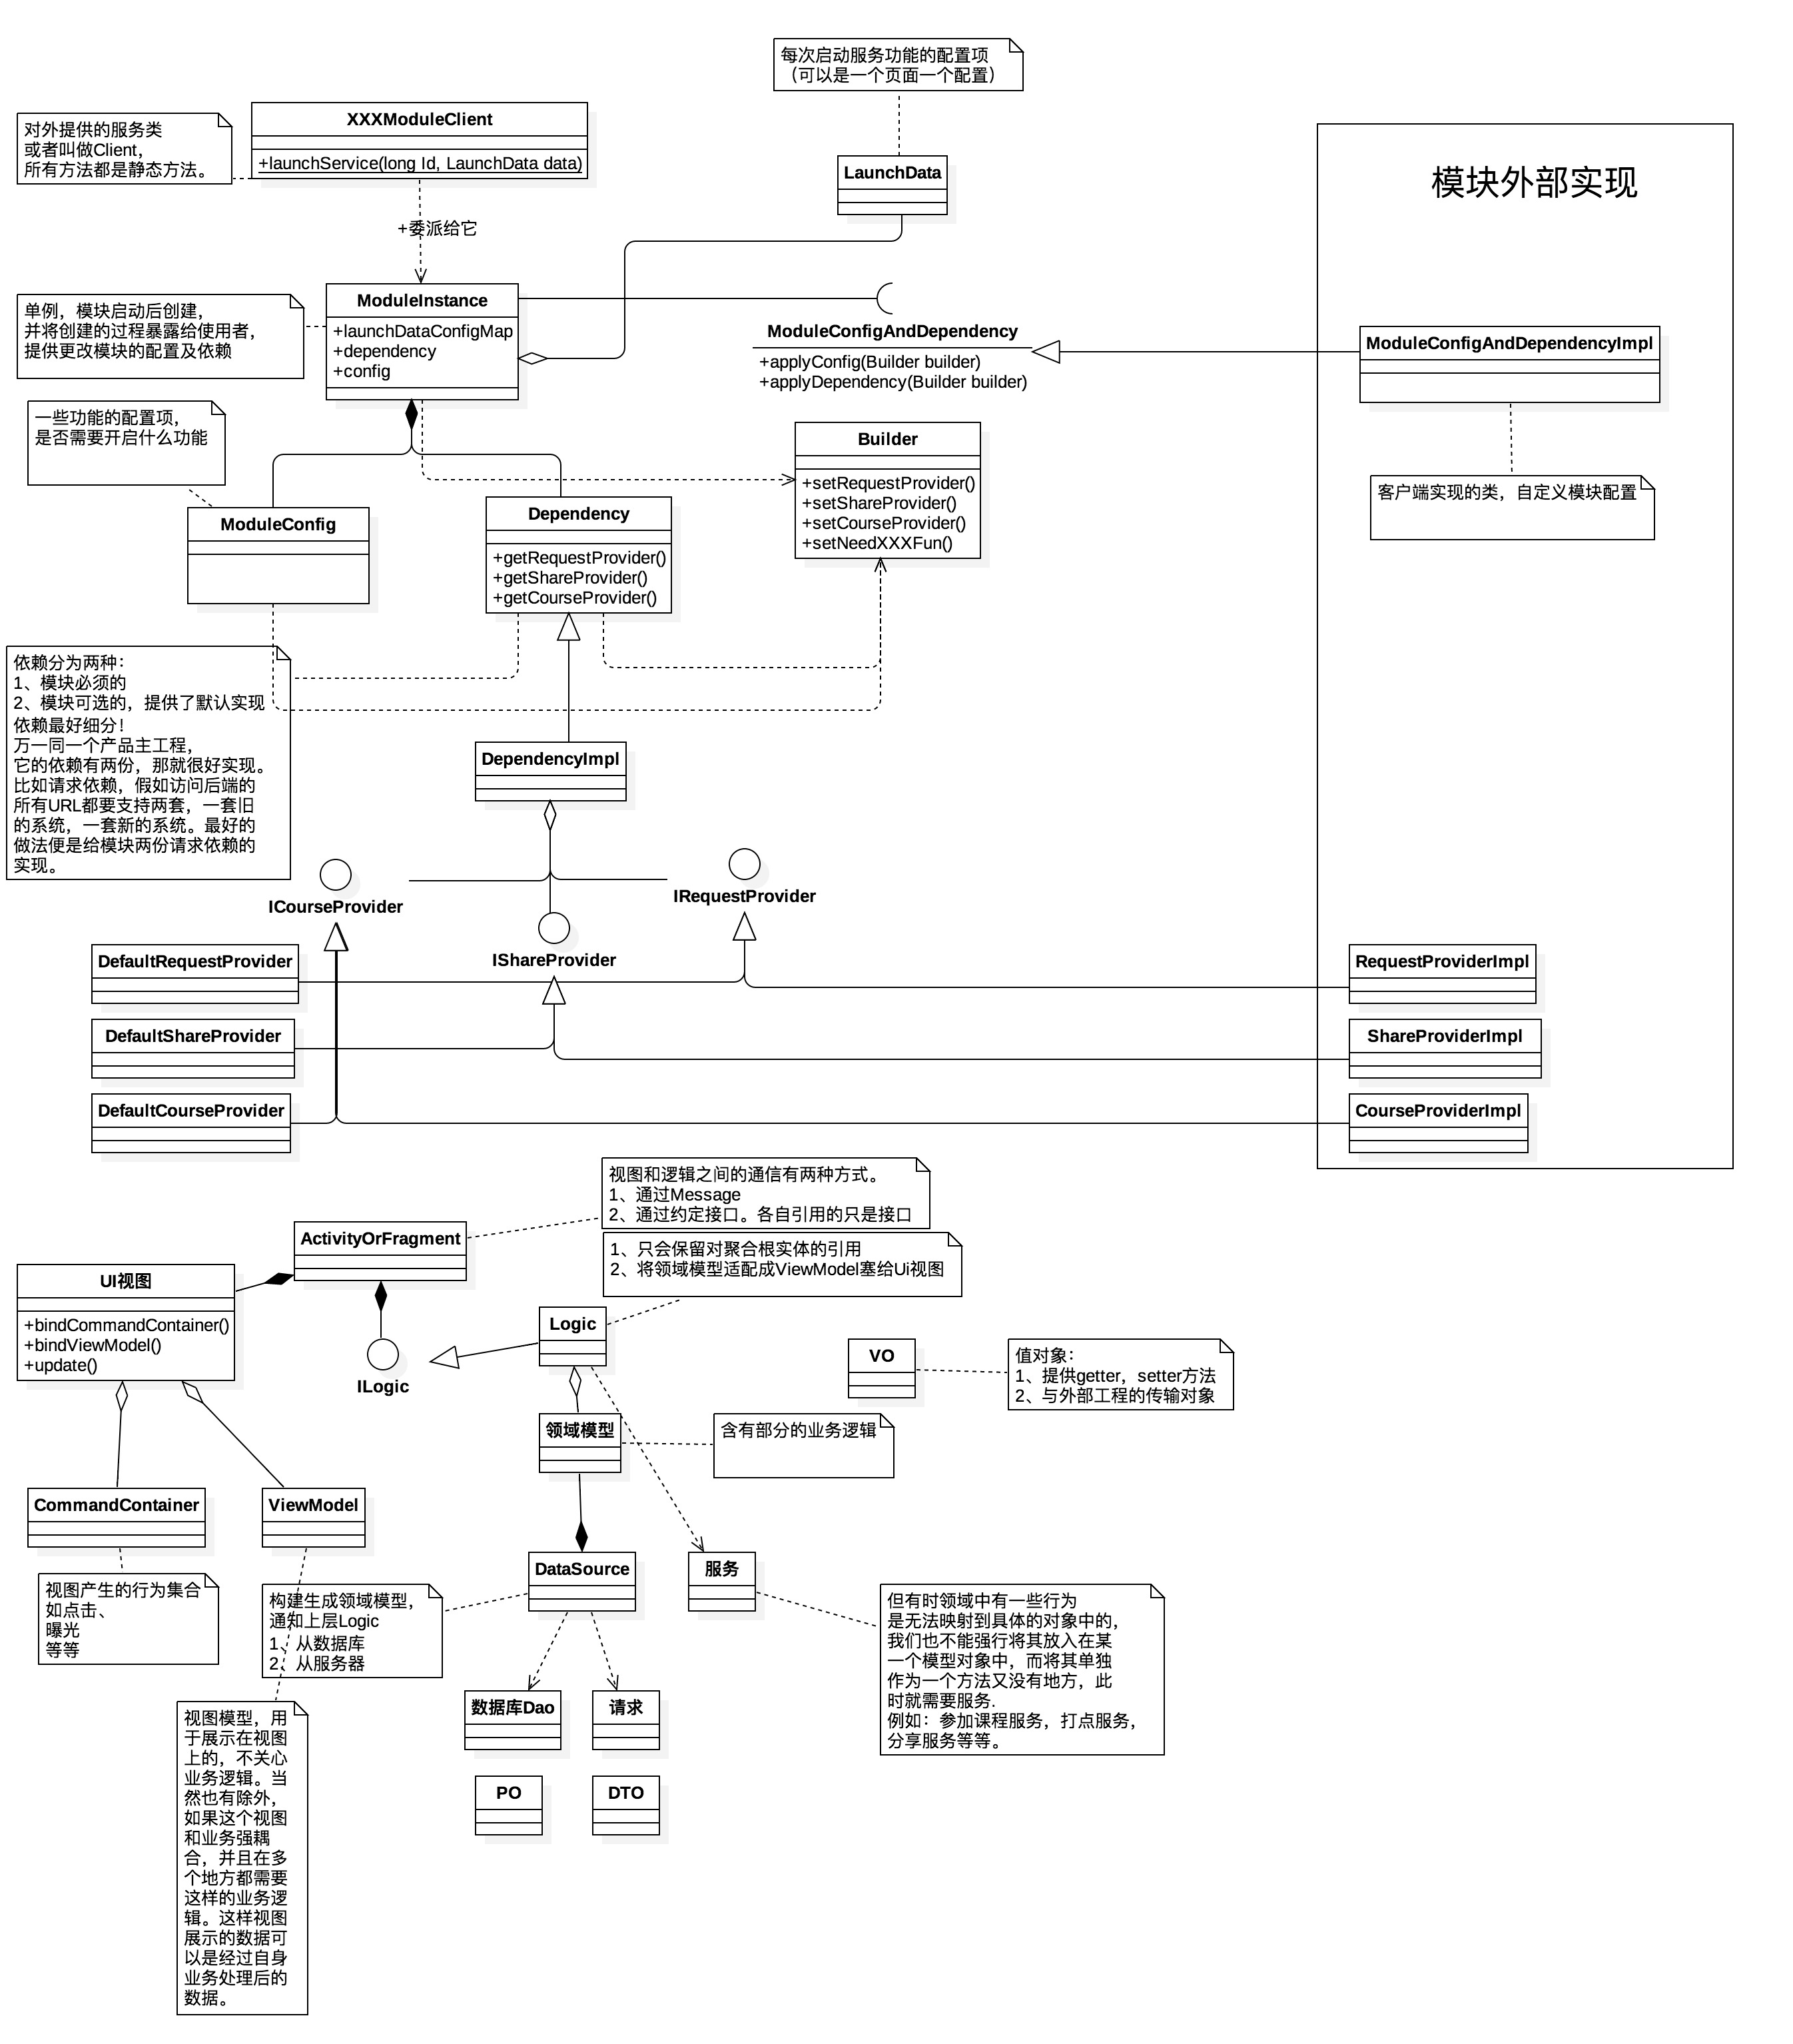 每次启动服务功能的配置项
（可以是一个页面一个配置）
对外提供的服务类
或者叫做Client，
所有方法都是静态方法。
XXXModuleClient
+launchService(long Id, LaunchData data)
LaunchData
模块外部实现
+委派给它
单例，模块启动后创建，
并将创建的过程暴露给使用者，
提供更改模块的配置及依赖
ModuleInstance
+launchDataConfigMap
+dependency
+config
ModuleConfigAndDependency
+applyConfig(Builder builder)
+applyDependency(Builder builder)
ModuleConfigAndDependencyImpl
一些功能的配置项，
是否需要开启什么功能
Builder
+setRequestProvider()
+setShareProvider()
+setCourseProvider()
+setNeedXXXFun()
客户端实现的类，自定义模块配置
ModuleConfig
Dependency
+getRequestProvider()
+getShareProvider()
+getCourseProvider()
依赖分为两种：
1、模块必须的
2、模块可选的，提供了默认实现
依赖最好细分！
万一同一个产品主工程，
它的依赖有两份，那就很好实现。
比如请求依赖，假如访问后端的
所有URL都要支持两套，一套旧
的系统，一套新的系统。最好的
做法便是给模块两份请求依赖的
实现。
DependencyImpl
ICourseProvider
IRequestProvider
IShareProvider
DefaultRequestProvider
RequestProviderImpl
DefaultShareProvider
ShareProviderImpl
DefaultCourseProvider
CourseProviderImpl
视图和逻辑之间的通信有两种方式。
1、通过Message
2、通过约定接口。各自引用的只是接口
ActivityOrFragment
1、只会保留对聚合根实体的引用
2、将领域模型适配成ViewModel塞给Ui视图
UI视图
+bindCommandContainer()
+bindViewModel()
+update()
Logic
ILogic
VO
值对象：
1、提供getter，setter方法
2、与外部工程的传输对象
领域模型
含有部分的业务逻辑
CommandContainer
ViewModel
视图产生的行为集合
如点击、
曝光
等等
构建生成领域模型，
通知上层Logic
1、从数据库
2、从服务器
DataSource
服务
但有时领域中有一些行为
是无法映射到具体的对象中的，
我们也不能强行将其放入在某
一个模型对象中，而将其单独
作为一个方法又没有地方，此
时就需要服务.
例如：参加课程服务，打点服务，
分享服务等等。
数据库Dao
请求
视图模型，用
于展示在视图
上的，不关心
业务逻辑。当
然也有除外，
如果这个视图
和业务强耦
合，并且在多
个地方都需要
这样的业务逻
辑。这样视图
展示的数据可
以是经过自身
业务处理后的
数据。
PO
DTO